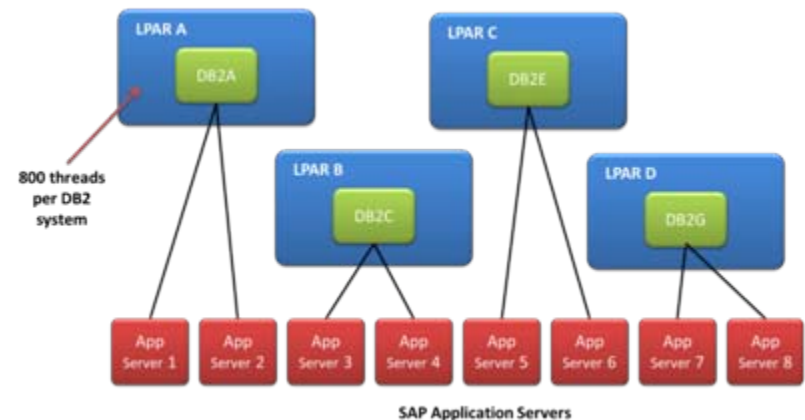 LPAR A
DB2A
LPAR C
DB2E
800 threads
per DB2
system
LPAR B
DB2C
LPAR D
DB2G
App
Server 1
App
Server 2
App
Server 3
App
Server 4
App
Server 5
App
Server 6
App
Server 7
App
Server 8
SAP Application Servers